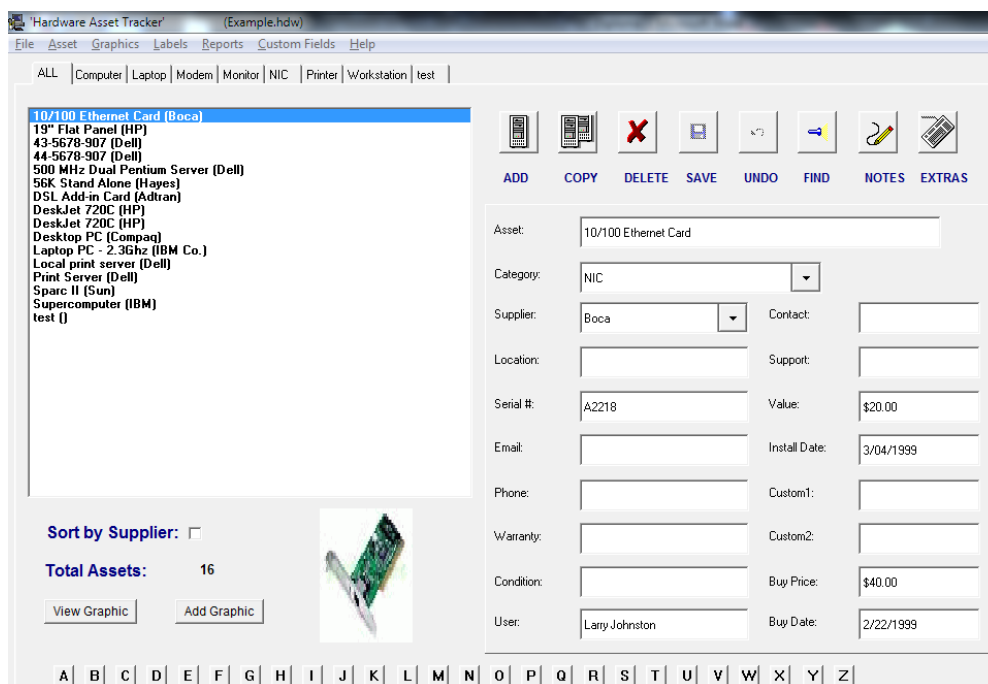 'Hardware Asset Tracker' (Example.hdw)
File Asset Graphics Labels Reports Custom Fields Help
ALL Computer Laptop Modem Monitor NIC Printer Workstation test
10/100 Ethernet Card (Boca)
19" Flat Panel (HP)
43-5678-907 (Dell)
44-5678-907 (Dell)
500 MHz Dual Pentium Server (Dell)
56K Stand Alone (Hayes)
DSL Add-in Card (Adtran)
DeskJet 720C (HP)
DeskJet 720C (HP)
Desktop PC (Compaq)
Laptop PC - 2.3Ghz (IBM Co.)
Local print server (Dell)
Print Server (Dell)
Sparc II (Sun)
Supercomputer (IBM)
test ()
Sort by Supplier:
Total Assets: 16
View Graphic Add Graphic
ADD COPY DELETE SAVE UNDO FIND NOTES EXTRAS
Asset: 10/100 Ethernet Card
Category: NIC
Supplier: Boca Contact:
Location: Support:
Serial #: A2218 Value: $20.00
Email: Install Date: 3/04/1999
Phone: Custom1:
Warranty: Custom2:
Condition: Buy Price: $40.00
User: Larry Johnston Buy Date: 2/22/1999
A B C D E F G H I J K L M N O P Q R S T U V W X Y Z